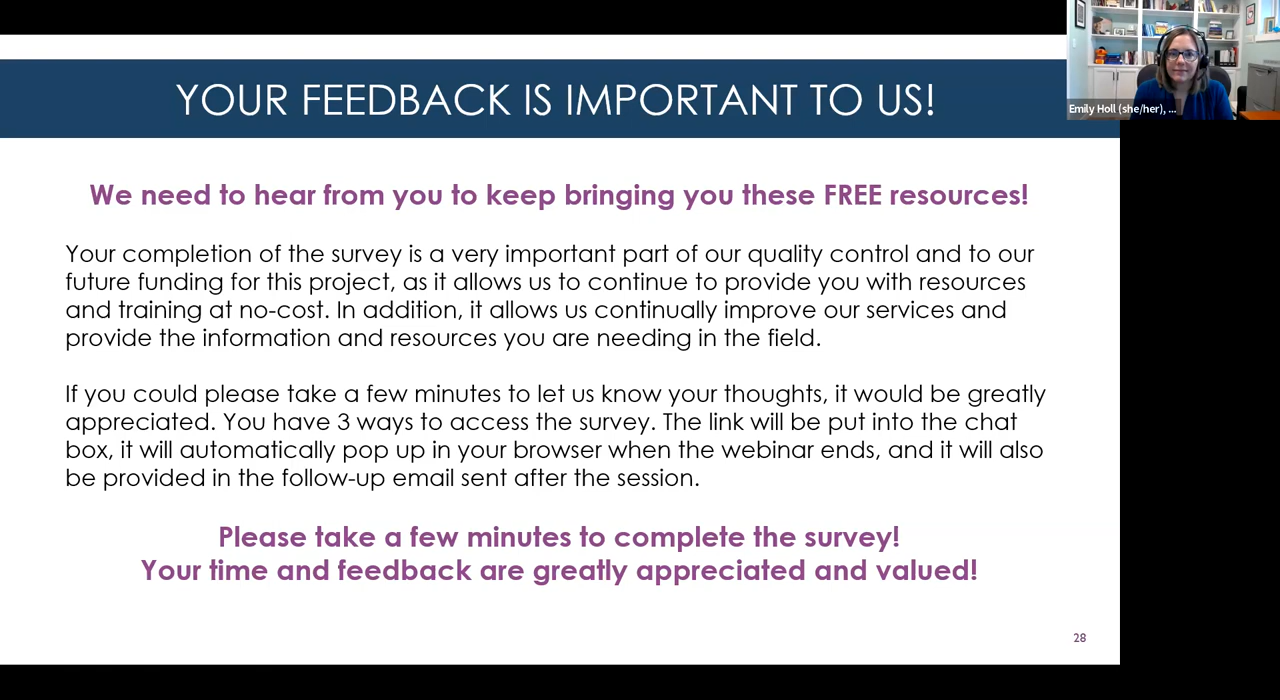 YOUR FEEDBACK IS IMPORTANT TO US!
Emily Holl (she/her), ...
We need to hear from you to keep bringing you these FREE resources!
Your completion of the survey is a very important part of our quality control and to our
future funding for this project, as it allows us to continue to provide you with resources
and training at no-cost. In addition, it allows us continually improve our services and
provide the information and resources you are needing in the field.
If you could please take a few minutes to let us know your thoughts, it would be greatly
appreciated. You have 3 ways to access the survey. The link will be put into the chat
box, it will automatically pop up in your browser when the webinar ends, and it will also
be provided in the follow-up email sent after the session.
Please take a few minutes to complete the survey!
Your time and feedback are greatly appreciated and valued!
28